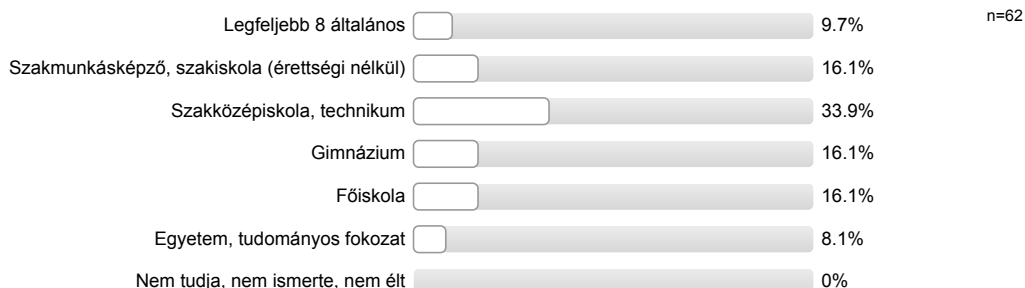 Legfeljebb 8 általános 9.7% n=62
Szakmunkásképző, szakiskola (érettségi nélkül) 16.1%
Szakközépiskola, technikum 33.9%
Gimnázium 16.1%
Főiskola 16.1%
Egyetem, tudományos fokozat 8.1%
Nem tudja, nem ismerte, nem élt 0%